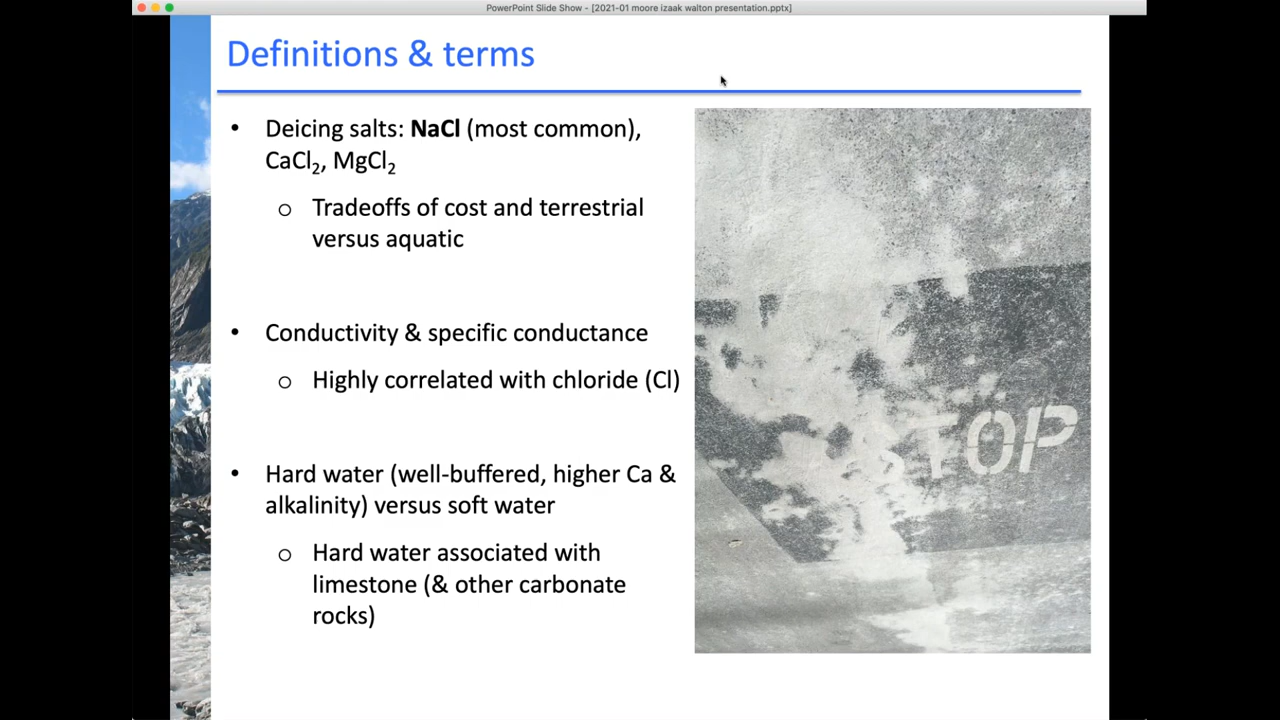 PowerPoint Slide Show - [2021-01 moore izaak walton presentation.pptx]
Definitions & terms
• Deicing salts: NaCl (most common),
CaCl₂, MgCl₂
o Tradeoffs of cost and terrestrial
versus aquatic
• Conductivity & specific conductance
o Highly correlated with chloride (Cl)
• Hard water (well-buffered, higher Ca &
alkalinity) versus soft water
o Hard water associated with
limestone (& other carbonate
rocks)
STOP